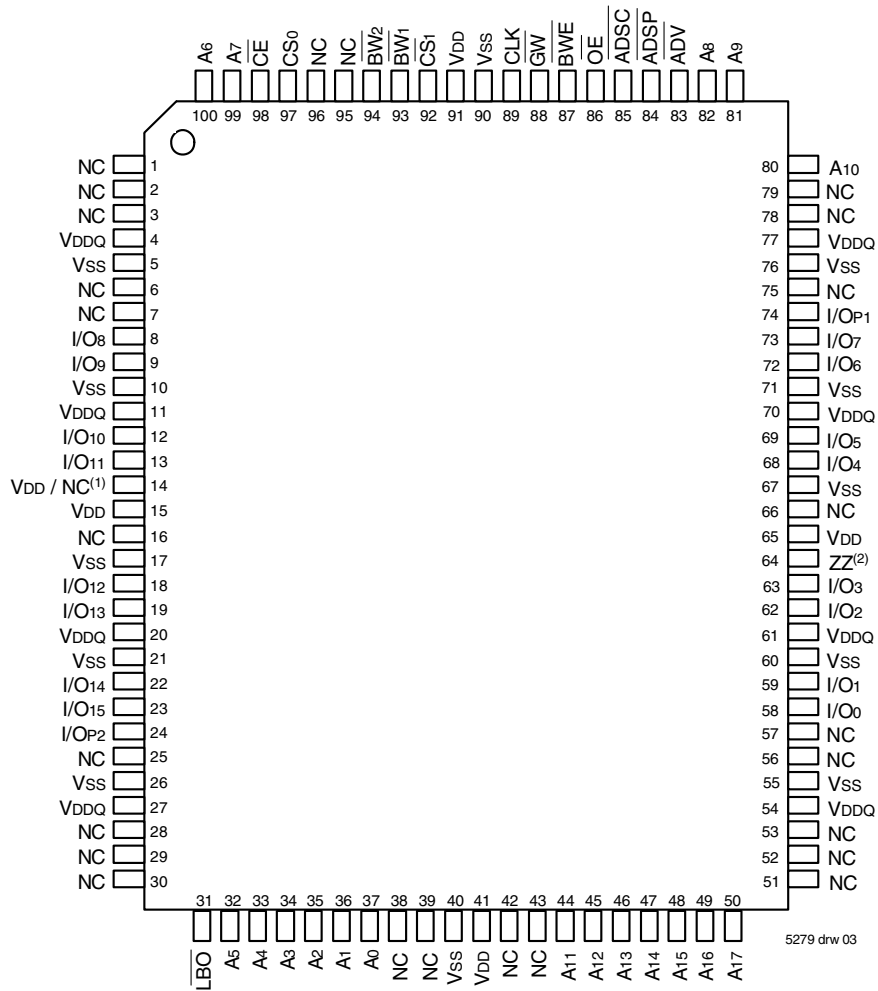 A6 A7 CE CS0 NC NC BW2 BW1 CS1 VDD VSS CLK GW BWE OE ADSC ADSP ADV A8 A9
100 99 98 97 96 95 94 93 92 91 90 89 88 87 86 85 84 83 82 81
NC 1 80 A10
NC 2 79 NC
NC 3 78 NC
VDDQ 4 77 VDDQ
VSS 5 76 VSS
NC 6 75 NC
NC 7 74 I/OP1
I/O8 8 73 I/O7
I/O9 9 72 I/O6
VSS 10 71 VSS
VDDQ 11 70 VDDQ
I/O10 12 69 I/O5
I/O11 13 68 I/O4
VDD / NC(1) 14 67 VSS
VDD 15 66 NC
NC 16 65 VDD
VSS 17 64 ZZ(2)
I/O12 18 63 I/O3
I/O13 19 62 I/O2
VDDQ 20 61 VDDQ
VSS 21 60 VSS
I/O14 22 59 I/O1
I/O15 23 58 I/O0
I/OP2 24 57 NC
NC 25 56 NC
VSS 26 55 VSS
VDDQ 27 54 VDDQ
NC 28 53 NC
NC 29 52 NC
NC 30 51 NC
31 32 33 34 35 36 37 38 39 40 41 42 43 44 45 46 47 48 49 50
LBO A5 A4 A3 A2 A1 A0 NC NC VSS VDD NC NC A11 A12 A13 A14 A15 A16 A17
5279 drw 03